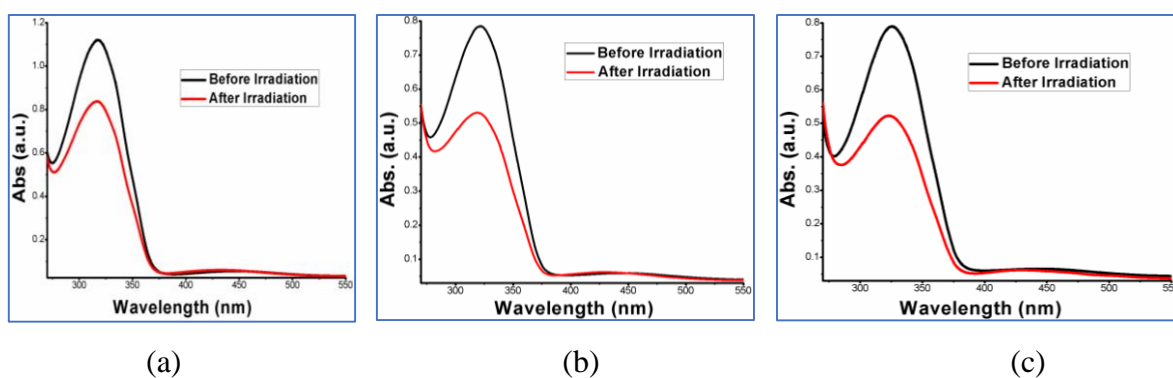 1.2
1.0
0.8
0.6
0.4
0.2
Abs (a.u.)
Before Irradiation
After Irradiation
300 350 400 450 500 550
Wavelength (nm)
(a)
0.8
0.7
0.6
0.5
0.4
0.3
0.2
0.1
Abs. (a.u.)
Before Irradiation
After Irradiation
300 350 400 450 500 550
Wavelength (nm)
(b)
0.8
0.7
0.6
0.5
0.4
0.3
0.2
0.1
Abs. (a.u.)
Before Irradiation
After Irradiation
300 400 500
Wavelength (nm)
(c)